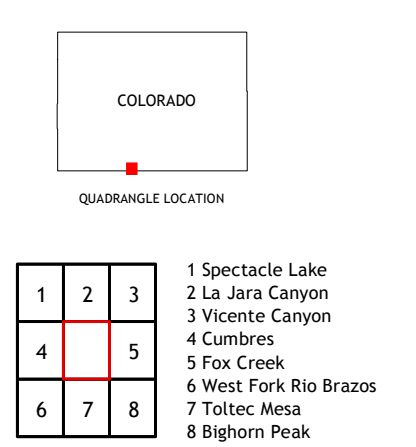 COLORADO
QUADRANGLE LOCATION
1 2 3
4 5
6 7 8
1 Spectacle Lake
2 La Jara Canyon
3 Vicente Canyon
4 Cumbres
5 Fox Creek
6 West Fork Rio Brazos
7 Toltec Mesa
8 Bighorn Peak